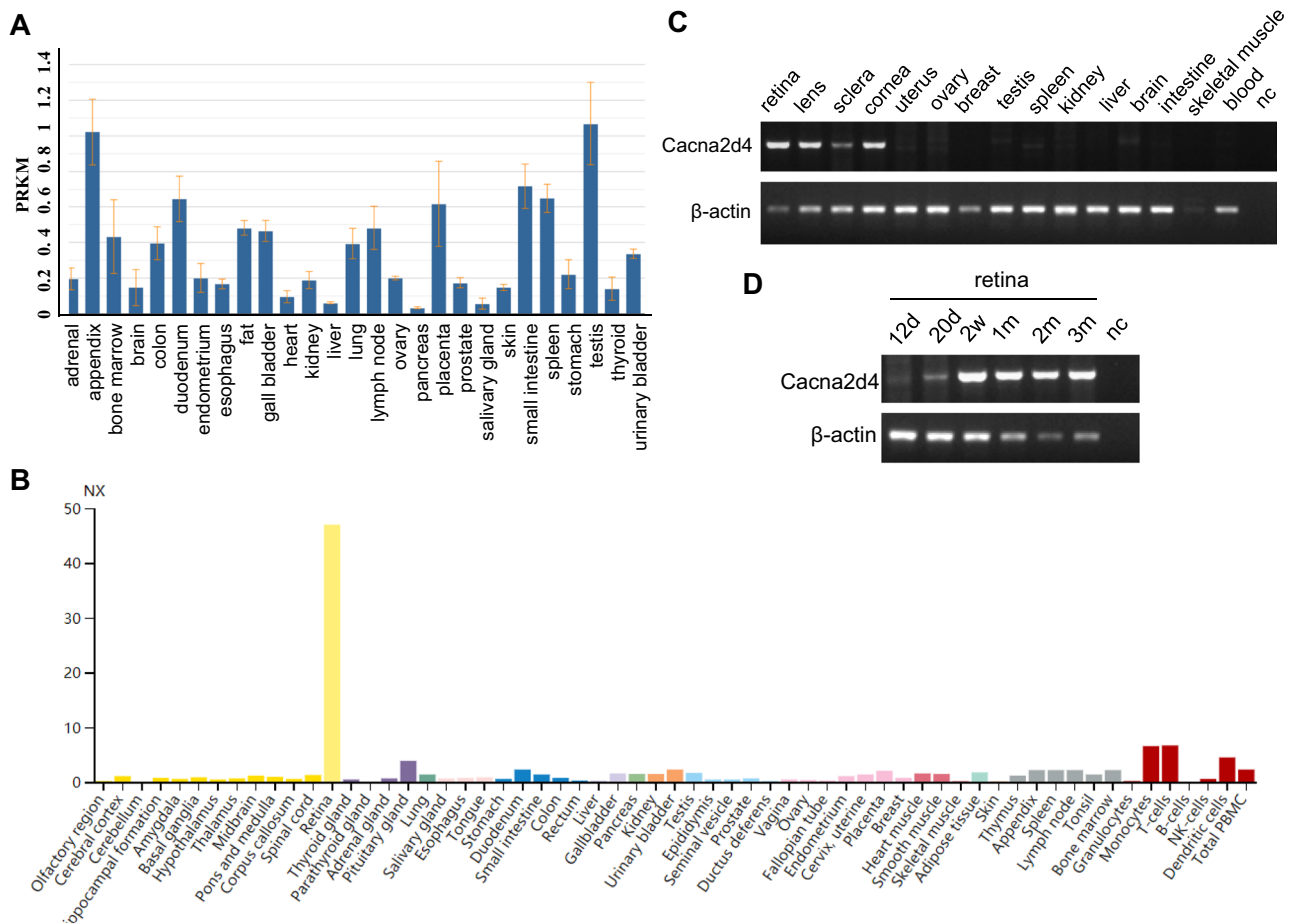 A
PRKM
1.4
1.2
1
0.8
0.6
0.4
0.2
0
adrenal
appendix
bone marrow
brain
colon
duodenum
endometrium
esophagus
fat
gall bladder
heart
kidney
liver
lung
lymph node
ovary
pancreas
placenta
prostate
salivary gland
skin
small intestine
spleen
stomach
testis
thyroid
urinary bladder
C
retina
lens
sclera
cornea
uterus
ovary
breast
testis
spleen
kidney
liver
brain
intestine
skeletal muscle
blood
nc
Cacna2d4
β-actin
D
retina
12d
20d
2w
1m
2m
3m
nc
Cacna2d4
β-actin
B
NX
50
40
30
20
10
0
Olfactory region
Cerebral cortex
Cerebellum
ippocampal formation
Amygdala
Basal ganglia
Hypothalamus
Thalamus
Midbrain
Pons and medulla
Corpus callosum
Spinal cord
Retina
Thyroid gland
Parathyroid gland
Adrenal gland
Pituitary gland
Lung
Salivary gland
Esophagus
Tongue
Stomach
Duodenum
Small intestine
Colon
Rectum
Liver
Gallbladder
Pancreas
Kidney
Urinary bladder
Testis
Epididymis
Seminal vesicle
Prostate
Ductus deferens
Vagina
Ovary
Fallopian tube
Endometrium
Cervix, uterine
Placenta
Breast
Heart muscle
Smooth muscle
Skeletal muscle
Adipose tissue
Skin
Thymus
Appendix
Spleen
Lymph node
Tonsil
Bone marrow
Granulocytes
Monocytes
T-cells
B-cells
NK-cells
Dendritic cells
Total PBMC